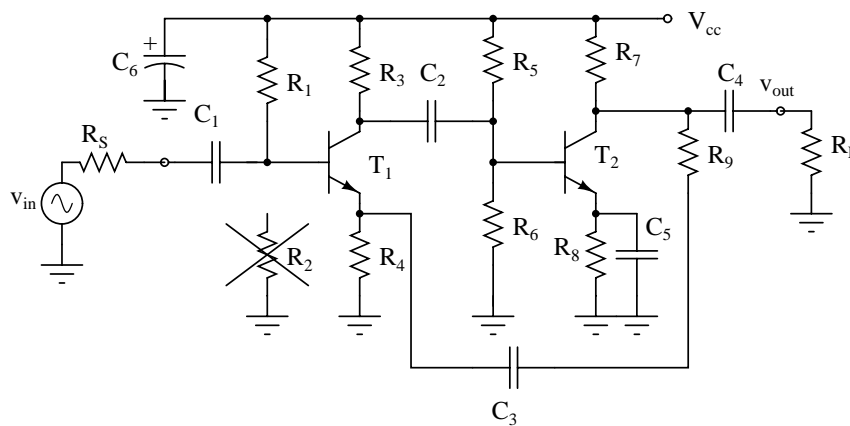 V_cc
+
C_6
R_1
R_3
C_2
R_5
R_7
C_4
v_out
C_1
R_S
T_1
T_2
R_9
v_in
R_2
R_4
R_6
R_8
C_5
C_3